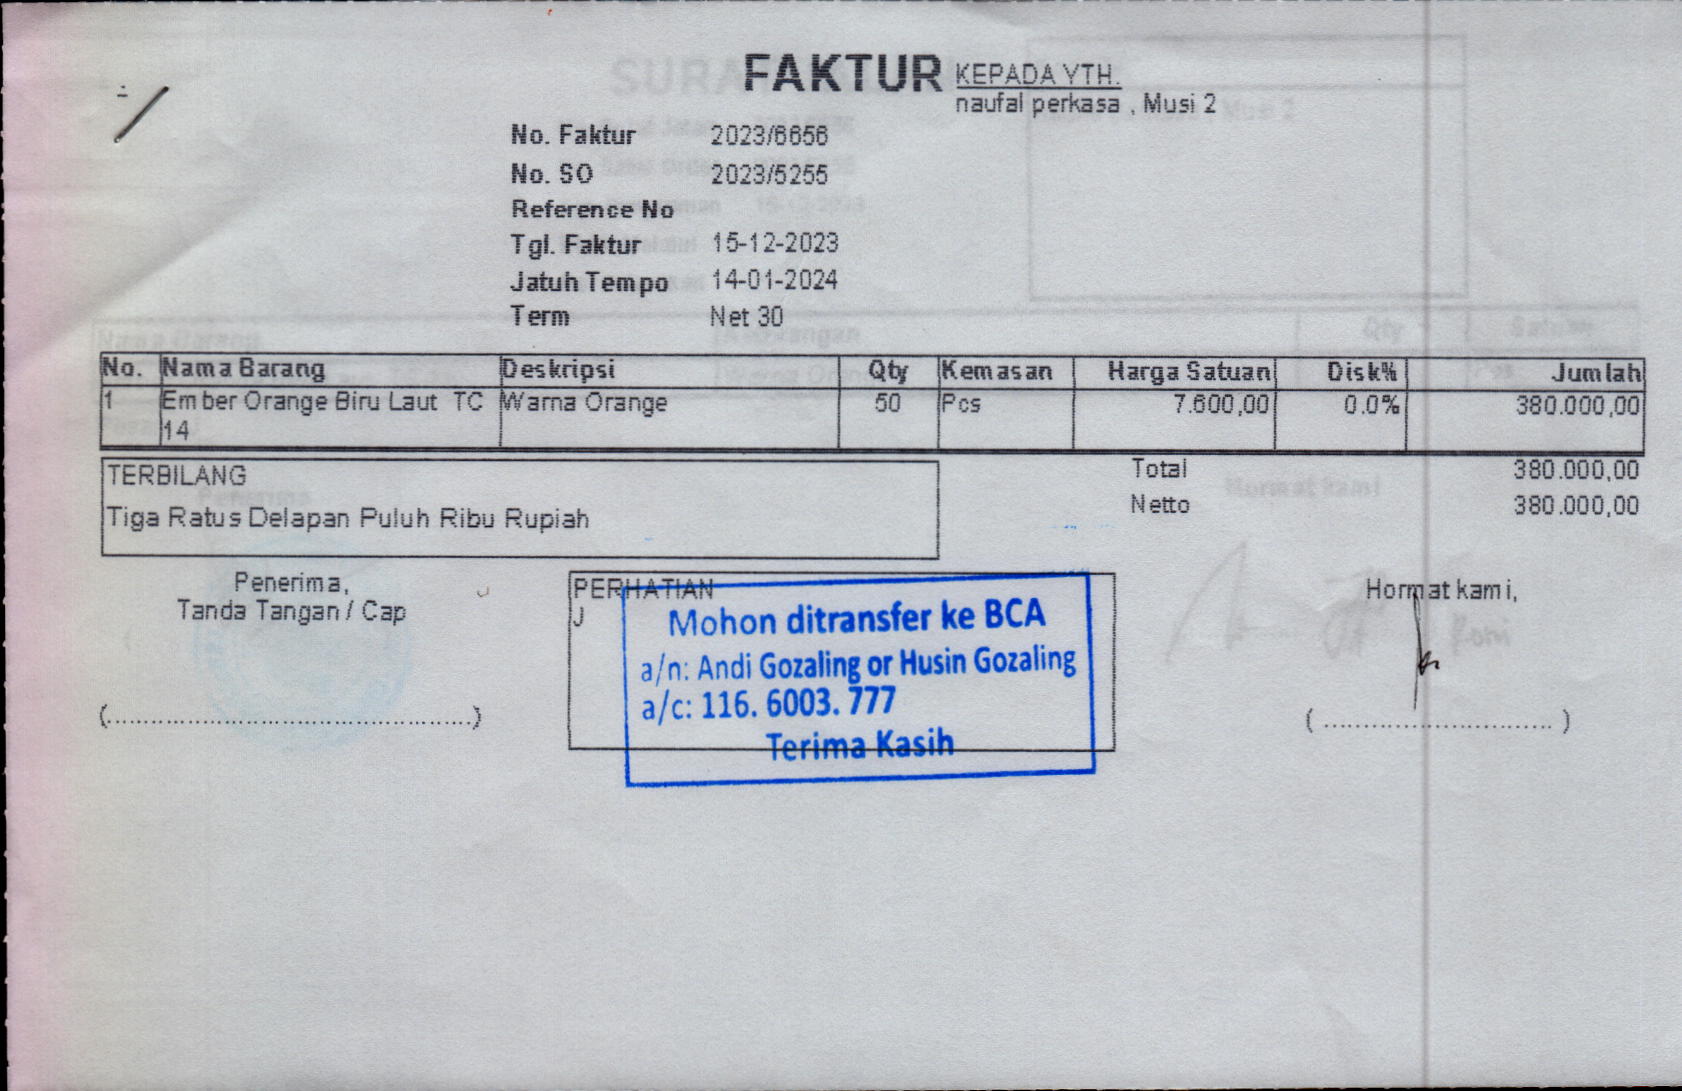 FAKTUR
KEPADA YTH.
naufal perkasa , Musi 2
No. Faktur 2023/6656
No. SO 2023/5255
Reference No
Tgl. Faktur 15-12-2023
Jatuh Tempo 14-01-2024
Term Net 30
No. Nama Barang Deskripsi Qty Kemasan Harga Satuan Disk% Jumlah
1 Ember Orange Biru Laut TC Warna Orange 50 Pcs 7.600,00 0.0% 380.000,00
14
TERBILANG
Tiga Ratus Delapan Puluh Ribu Rupiah
Total 380.000,00
Netto 380.000,00
Penerima,
Tanda Tangan / Cap
(..................................................)
PERHATIAN
J
Mohon ditransfer ke BCA
a/n: Andi Gozaling or Husin Gozaling
a/c: 116. 6003. 777
Terima Kasih
Hormat kami,
( ............................... )